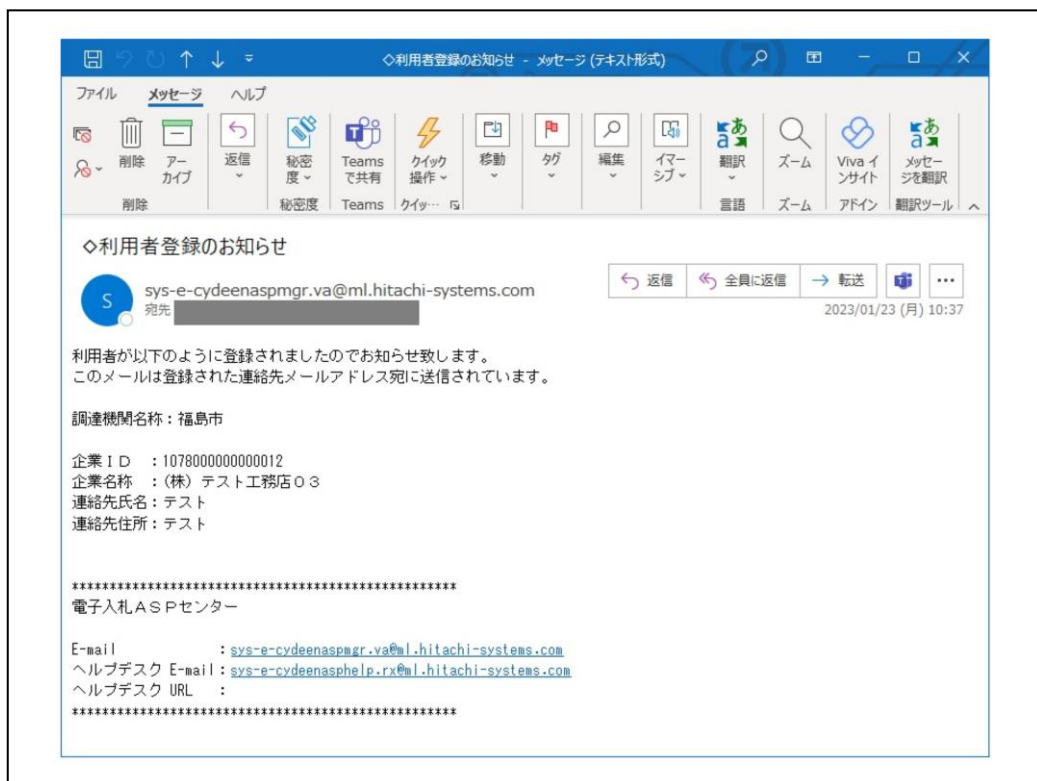 ◇利用者登録のお知らせ - メッセージ (テキスト形式)
ファイル メッセージ ヘルプ
削除 アーカイブ 返信 秘密度 Teams で共有 クイック操作 移動 タグ 編集 イマーシブ 翻訳 ズーム Viva インサイト メッセージを翻訳
削除 秘密度 Teams クイッ… 言語 ズーム アドイン 翻訳ツール
◇利用者登録のお知らせ
S
sys-e-cydeenaspmgr.va@ml.hitachi-systems.com
宛先
返信 全員に返信 転送
2023/01/23 (月) 10:37
利用者が以下のように登録されましたのでお知らせ致します。
このメールは登録された連絡先メールアドレス宛に送信されています。
調達機関名称：福島市
企業ＩＤ ：1078000000000012
企業名称 ：(株) テスト工務店０３
連絡先氏名：テスト
連絡先住所：テスト
***************************************************
電子入札ＡＳＰセンター
E-mail ：sys-e-cydeenaspmgr.va@ml.hitachi-systems.com
ヘルプデスク E-mail：sys-e-cydeenasphelp.rx@ml.hitachi-systems.com
ヘルプデスク URL ：
***************************************************